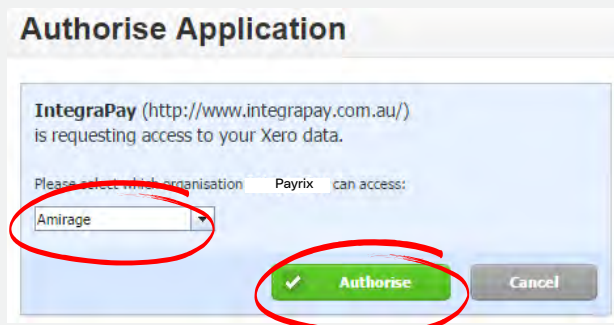 Authorise Application
IntegraPay (http://www.integrapay.com.au/)
is requesting access to your Xero data.
Please select which organisation Payrix can access:
Amirage
Authorise Cancel